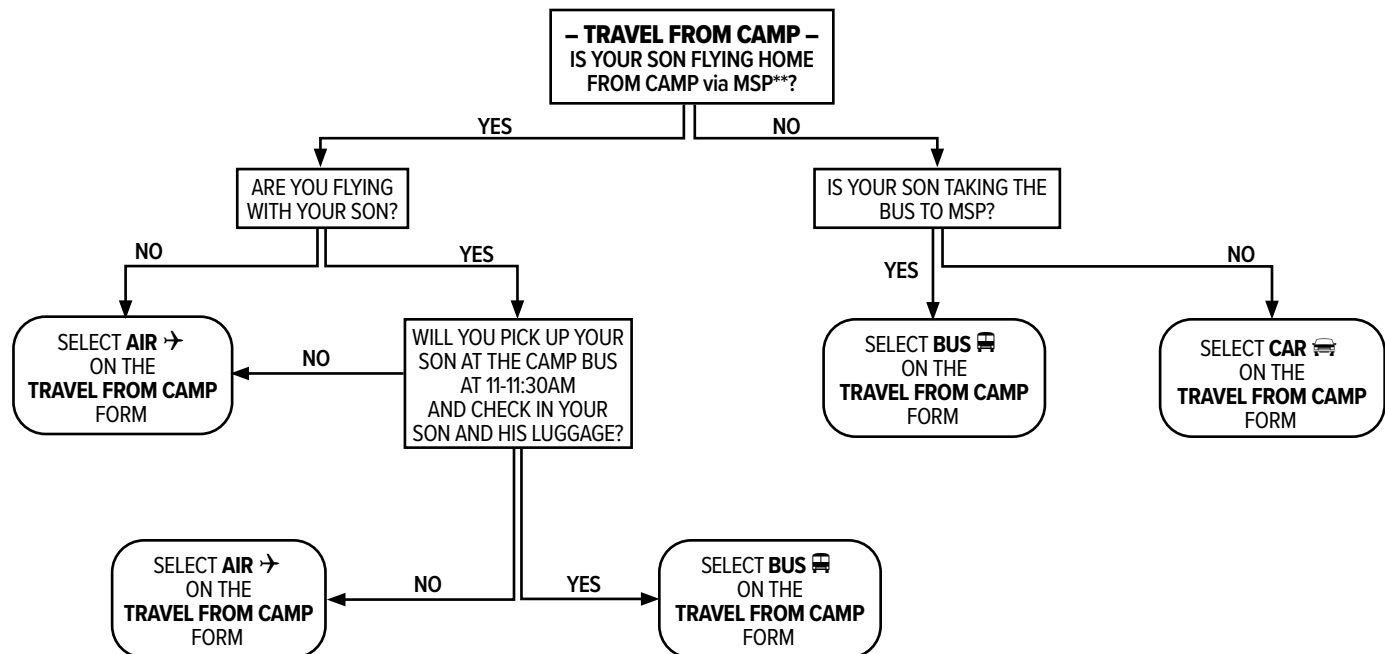 – TRAVEL FROM CAMP –
IS YOUR SON FLYING HOME
FROM CAMP via MSP**?
YES
NO
ARE YOU FLYING
WITH YOUR SON?
IS YOUR SON TAKING THE
BUS TO MSP?
NO
YES
YES
NO
SELECT AIR
ON THE
TRAVEL FROM CAMP
FORM
NO
WILL YOU PICK UP YOUR
SON AT THE CAMP BUS
AT 11-11:30AM
AND CHECK IN YOUR
SON AND HIS LUGGAGE?
SELECT BUS
ON THE
TRAVEL FROM CAMP
FORM
SELECT CAR
ON THE
TRAVEL FROM CAMP
FORM
SELECT AIR
ON THE
TRAVEL FROM CAMP
FORM
NO
YES
SELECT BUS
ON THE
TRAVEL FROM CAMP
FORM